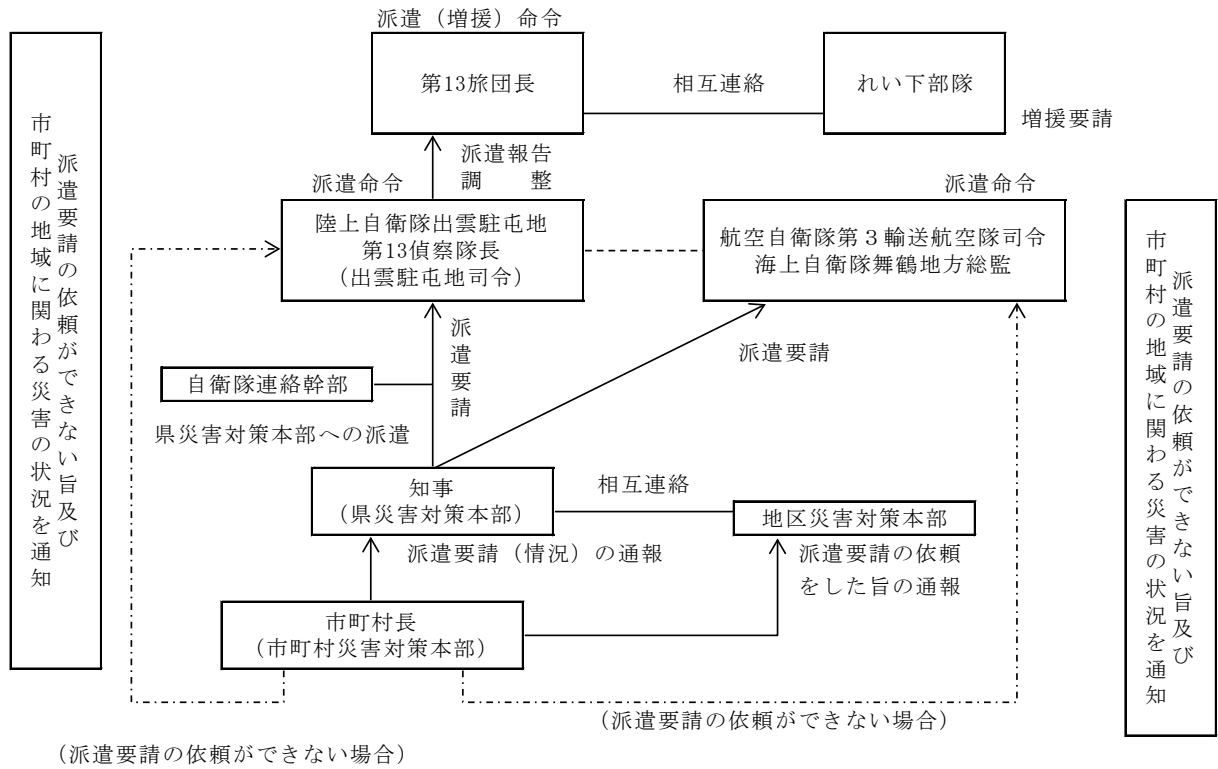 派遣（増援）命令
第13旅団長
相互連絡
れい下部隊
増援要請
派遣要請の依頼ができない旨及び
市町村の地域に関わる災害の状況を通知
派遣報告
調　整
派遣命令
派遣命令
陸上自衛隊出雲駐屯地
第13偵察隊長
（出雲駐屯地司令）
航空自衛隊第３輸送航空隊司令
海上自衛隊舞鶴地方総監
派遣要請の依頼ができない旨及び
市町村の地域に関わる災害の状況を通知
派遣要請
派遣要請
自衛隊連絡幹部
県災害対策本部への派遣
知事
（県災害対策本部）
相互連絡
地区災害対策本部
派遣要請（情況）の通報
派遣要請の依頼
をした旨の通報
市町村長
（市町村災害対策本部）
（派遣要請の依頼ができない場合）
（派遣要請の依頼ができない場合）